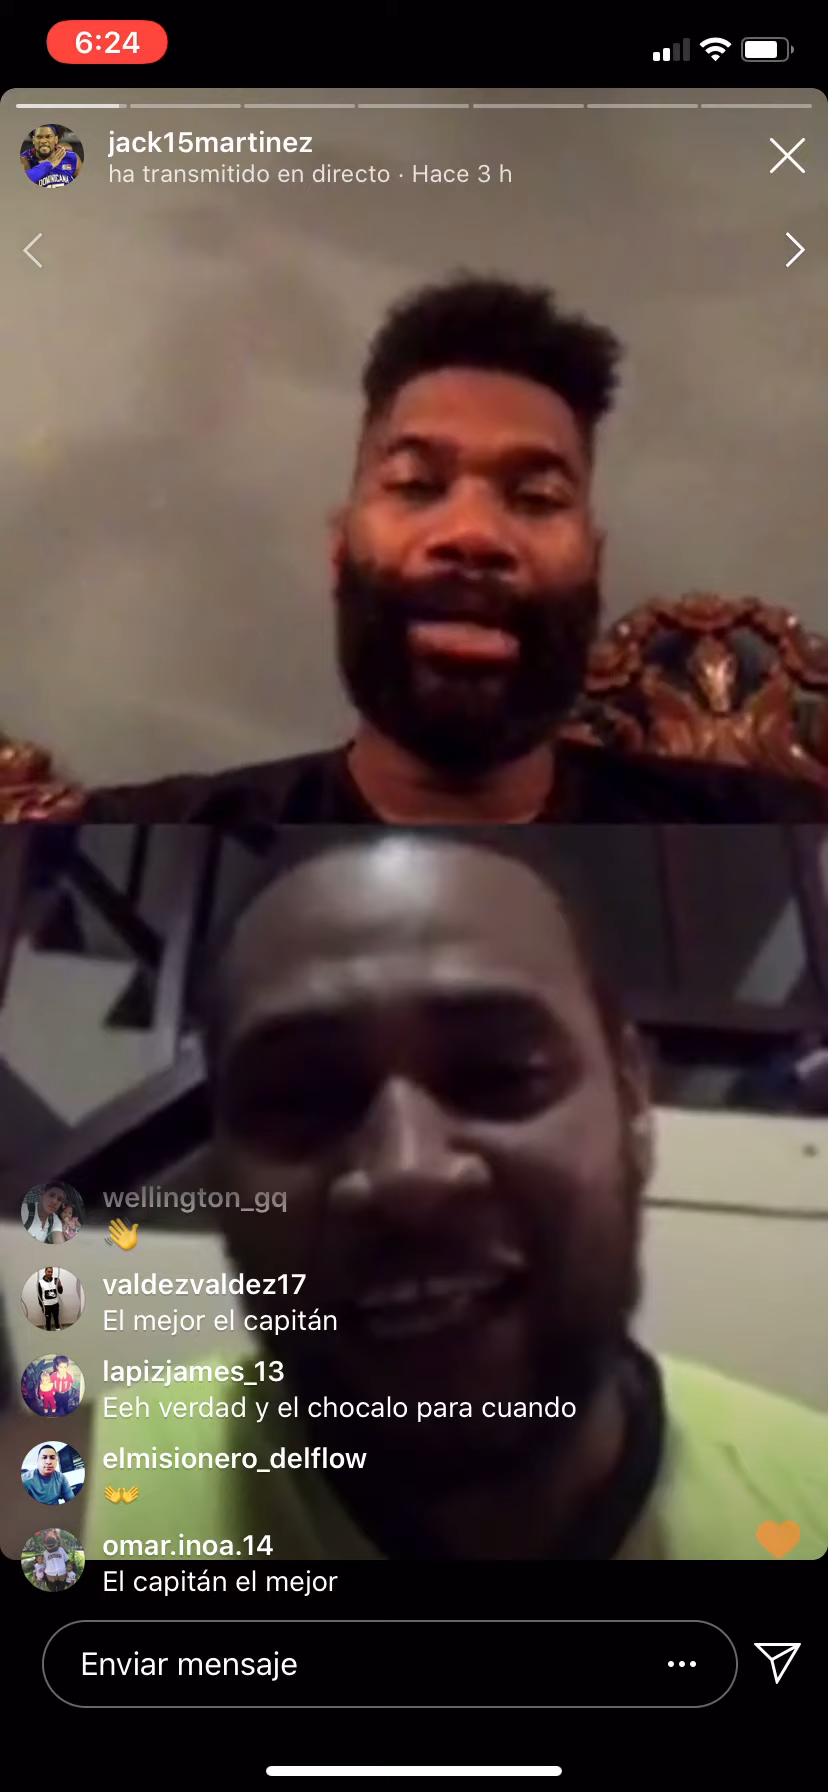 6:24
jack15martinez
ha transmitido en directo · Hace 3 h
wellington_gq
valdezvaldez17
El mejor el capitán
lapizjames_13
Eeh verdad y el chocalo para cuando
elmisionero_delflow
omar.inoa.14
El capitán el mejor
Enviar mensaje